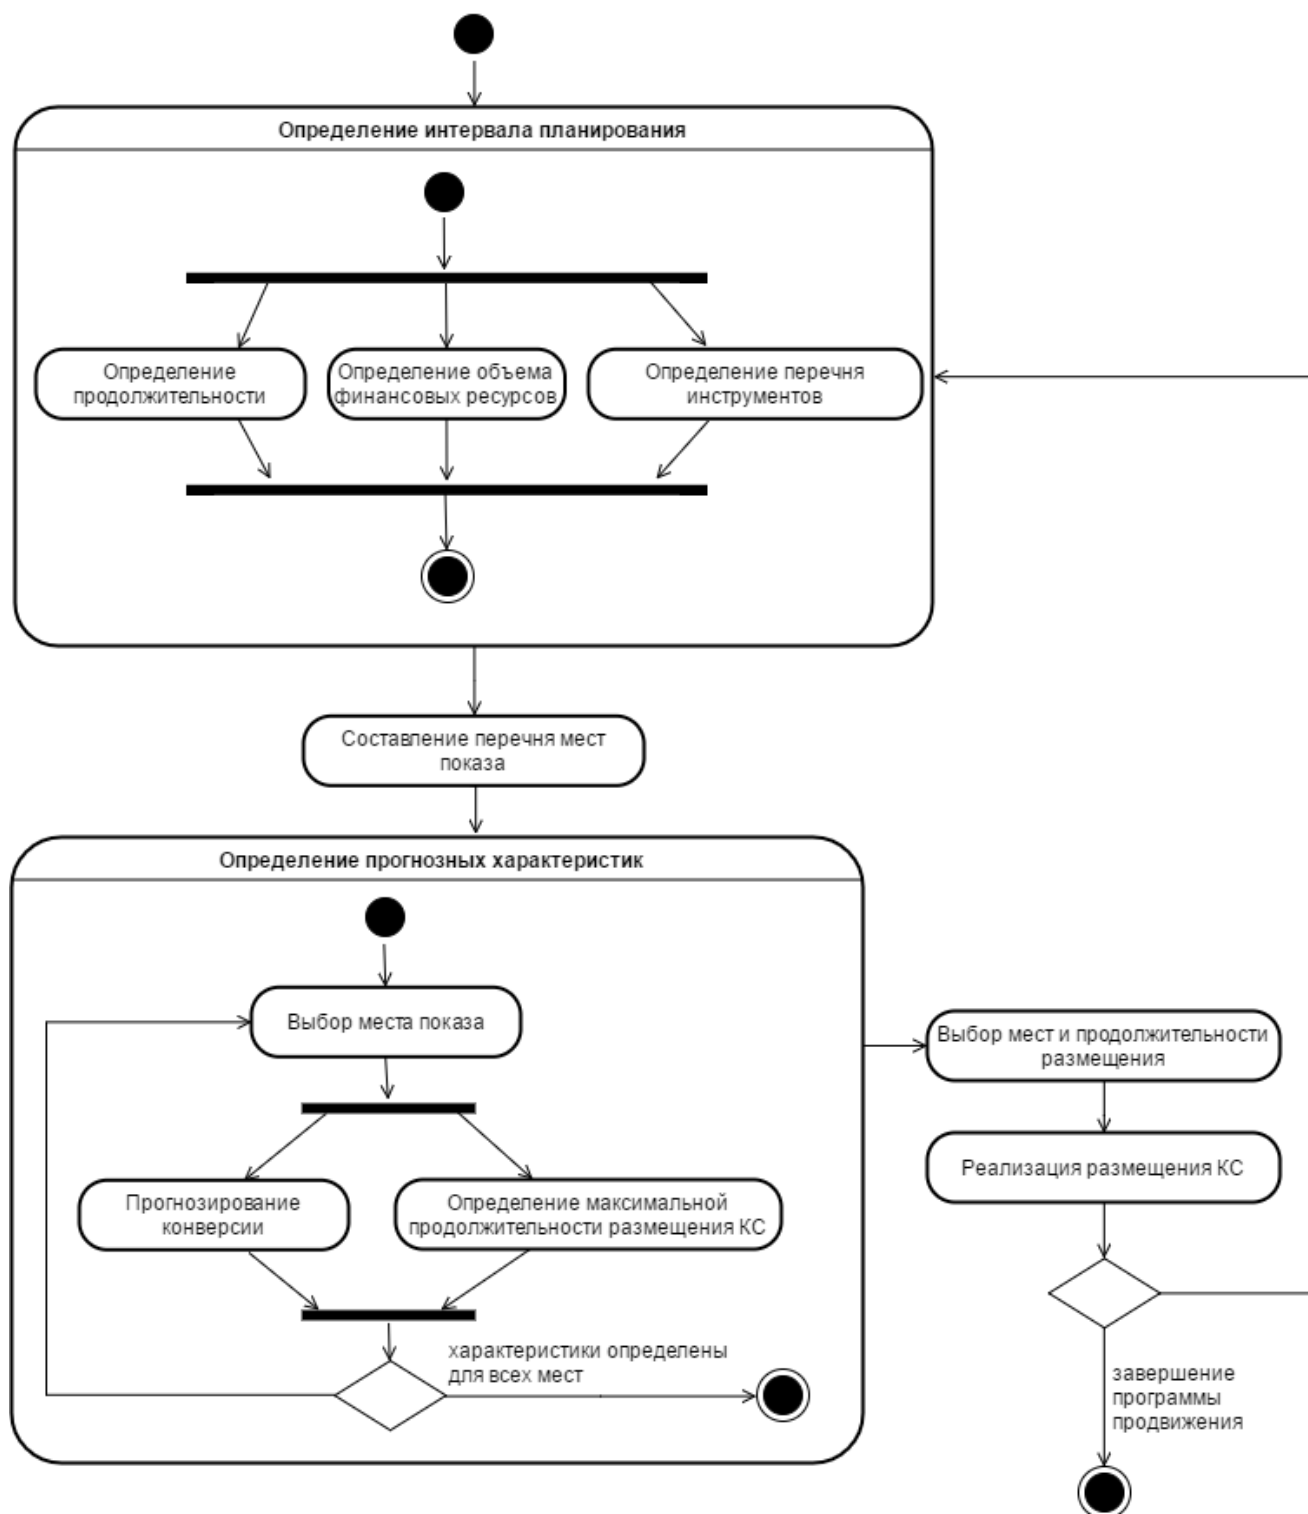 Определение интервала планирования
Определение
продолжительности
Определение объема
финансовых ресурсов
Определение перечня
инструментов
Составление перечня мест
показа
Определение прогнозных характеристик
Выбор места показа
Прогнозирование
конверсии
Определение максимальной
продолжительности размещения КС
характеристики определены
для всех мест
Выбор мест и продолжительности
размещения
Реализация размещения КС
завершение
программы
продвижения